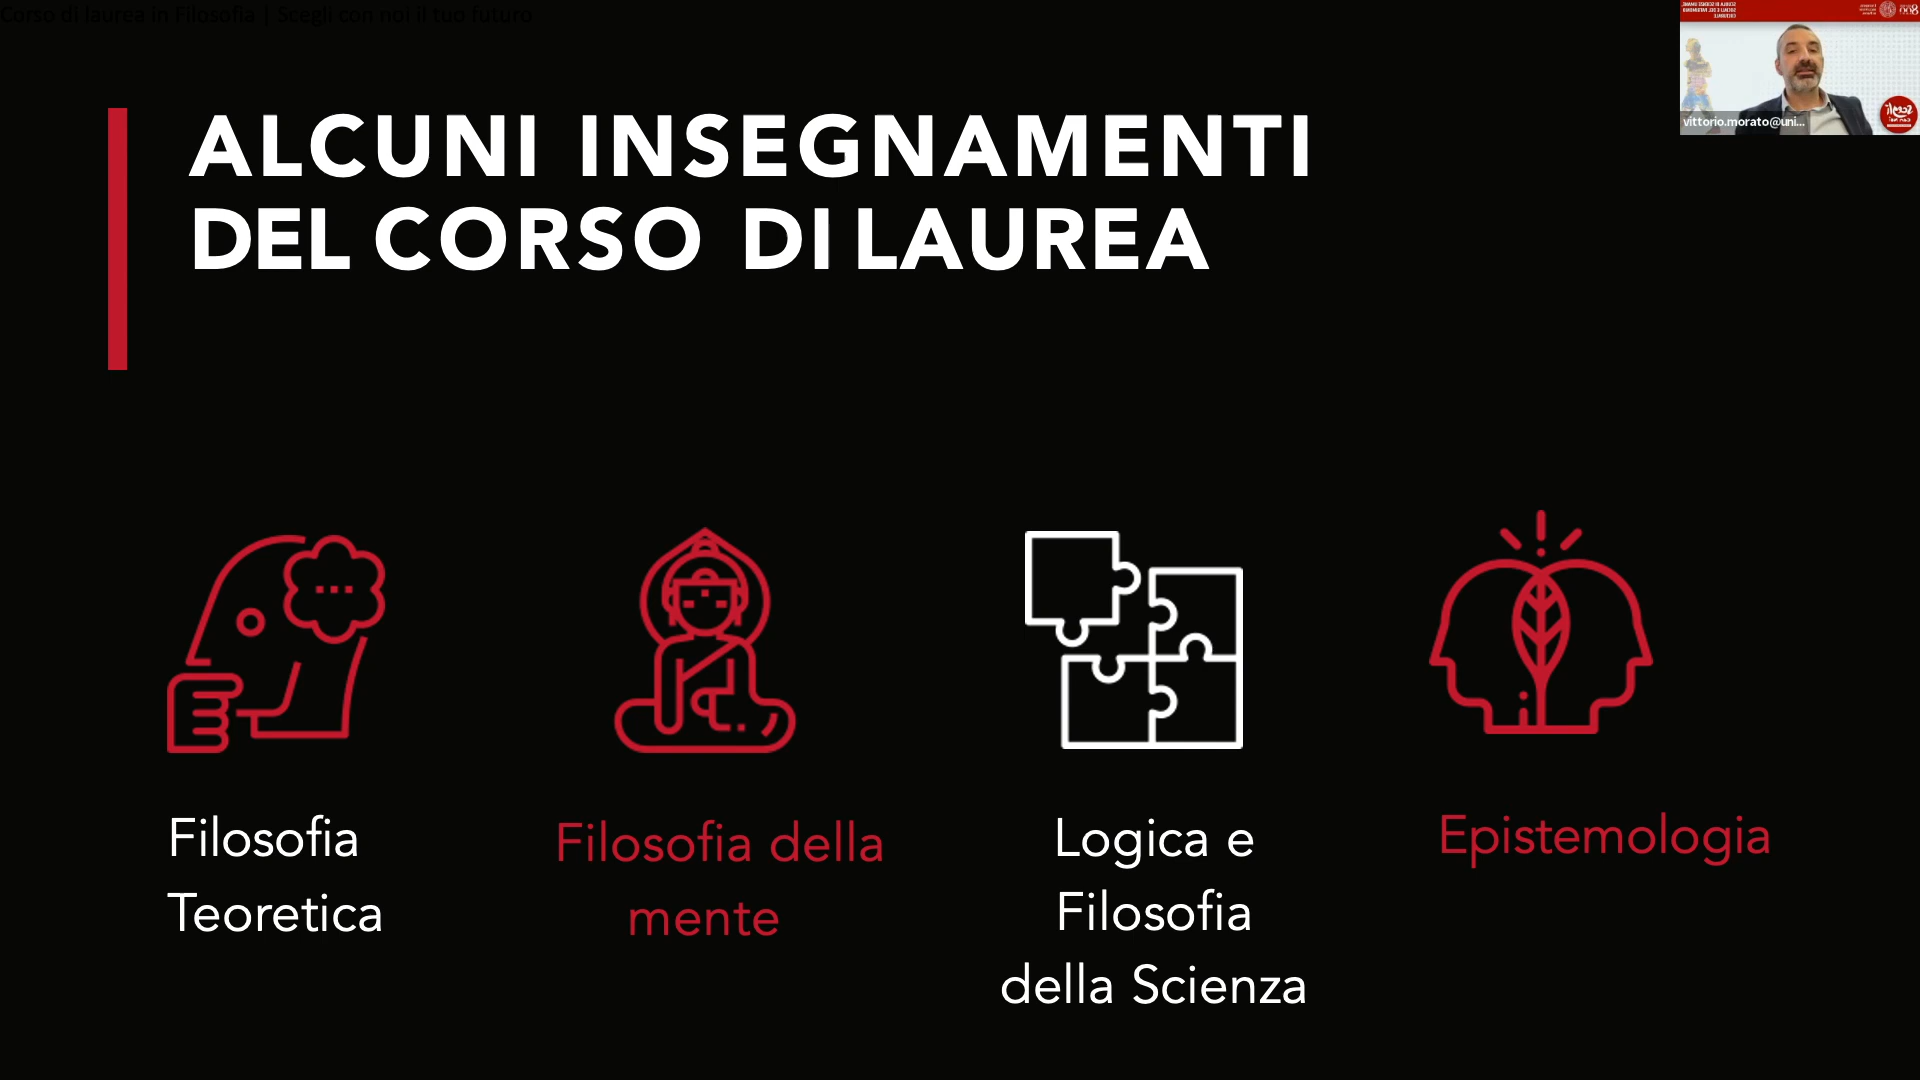 Corso di laurea in Filosofia | Scegli con noi il tuo futuro
ALCUNI INSEGNAMENTI
DEL CORSO DI LAUREA
vittorio.morato@uni...
Filosofia
Teoretica
Filosofia della
mente
Logica e
Filosofia
della Scienza
Epistemologia